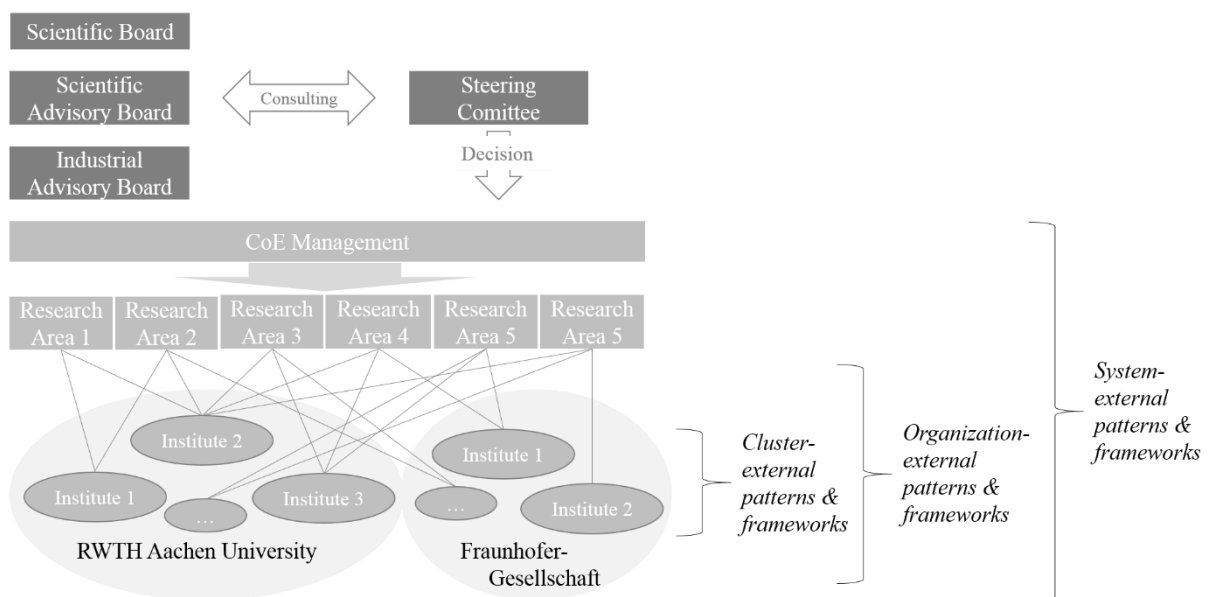 Scientific Board
Scientific
Advisory Board
Consulting
Steering
Comittee
Decision
Industrial
Advisory Board
CoE Management
Research
Area 1
Research
Area 2
Research
Area 3
Research
Area 4
Research
Area 5
Research
Area 5
Institute 2
Institute 1
...
Institute 3
RWTH Aachen University
Institute 1
...
Institute 2
Fraunhofer-
Gesellschaft
Cluster-
external
patterns &
frameworks
Organization-
external
patterns &
frameworks
System-
external
patterns &
frameworks